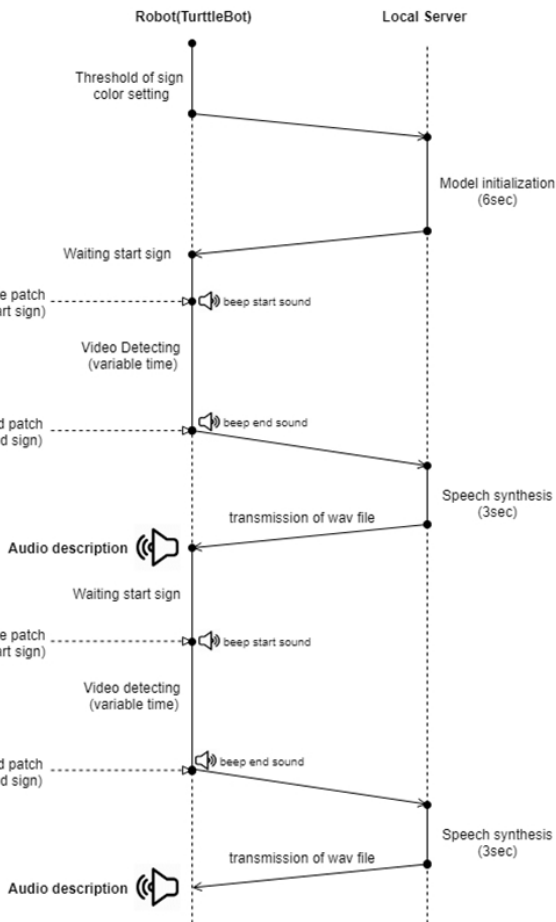 Robot(TurttleBot)
Local Server
Threshold of sign
color setting
Model initialization
(6sec)
Waiting start sign
patch
sign)
beep start sound
Video Detecting
(variable time)
beep end sound
patch
sign)
Speech synthesis
(3sec)
transmission of wav file
Audio description
Waiting start sign
patch
sign)
beep start sound
Video detecting
(variable time)
beep end sound
patch
sign)
Speech synthesis
(3sec)
transmission of wav file
Audio description